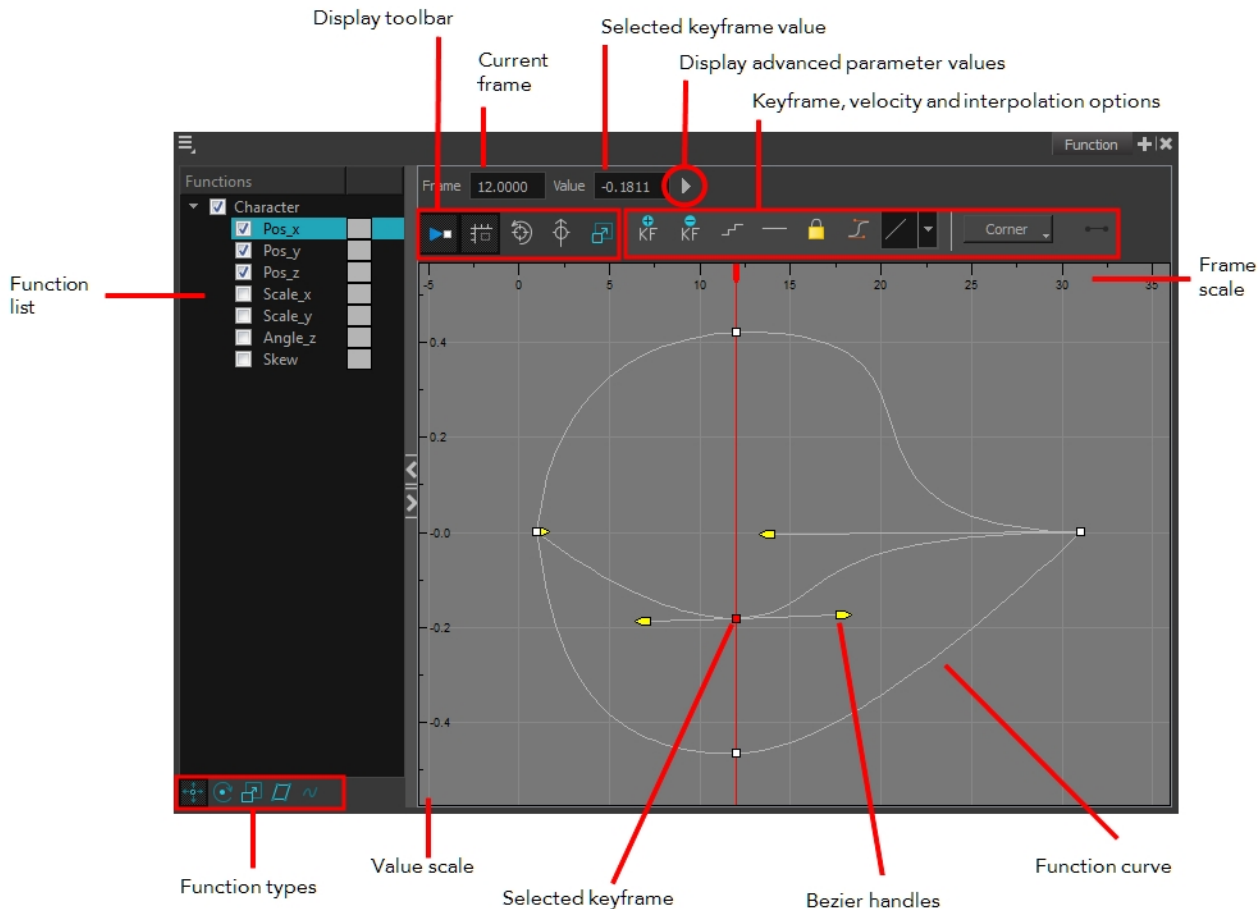 Display toolbar
Selected keyframe value
Current
frame
Display advanced parameter values
Keyframe, velocity and interpolation options
Function
Functions
Frame 12.0000 Value -0.1811
Character
Pos_x
Pos_y
Pos_z
Scale_x
Scale_y
Angle_z
Skew
KF KF Corner
Function
list
Frame
scale
-5 0 5 10 15 20 25 30 35
0.4
0.2
-0.0
-0.2
-0.4
Function types
Value scale
Selected keyframe
Bezier handles
Function curve